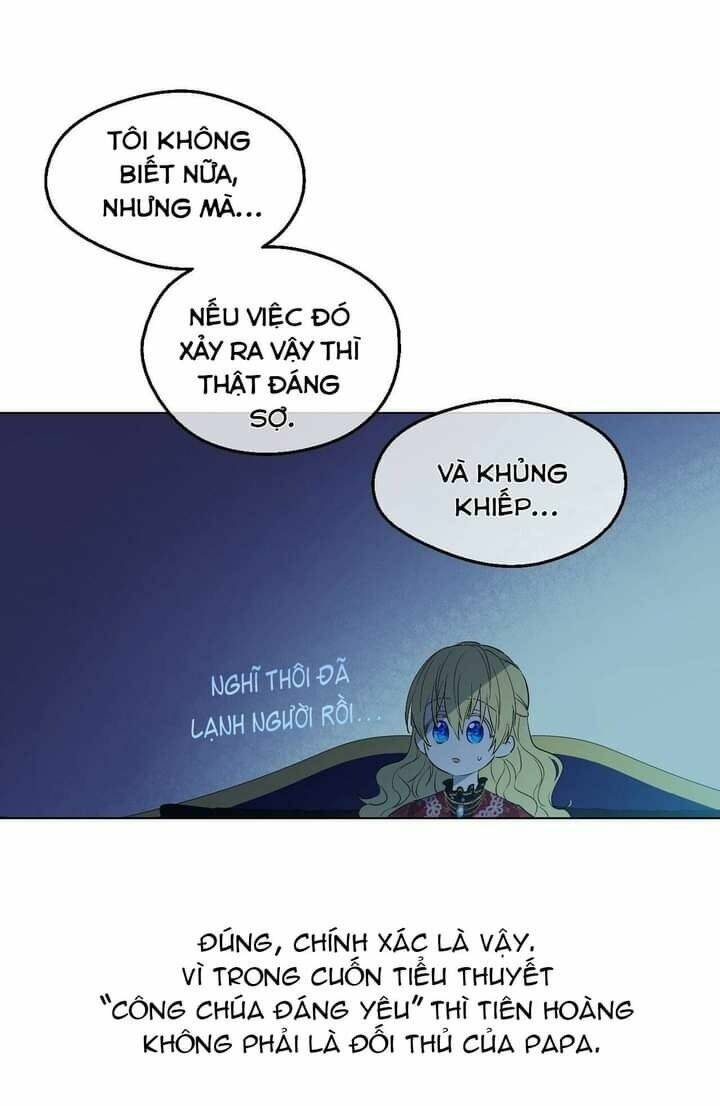 TÔI KHÔNG
BIẾT NỮA,
NHƯNG MÀ...
NẾU VIỆC ĐÓ
XẢY RA VẬY THÌ
THẬT ĐÁNG
SỢ.
VÀ KHỦNG
KHIẾP...
NGHĨ THÔI ĐÃ
LẠNH NGƯỜI RỒI...
ĐÚNG, CHÍNH XÁC LÀ VẬY.
VÌ TRONG CUỐN TIỂU THUYẾT
"CÔNG CHÚA ĐÁNG YÊU" THÌ TIÊN HOÀNG
KHÔNG PHẢI LÀ ĐỐI THỦ CỦA PAPA.